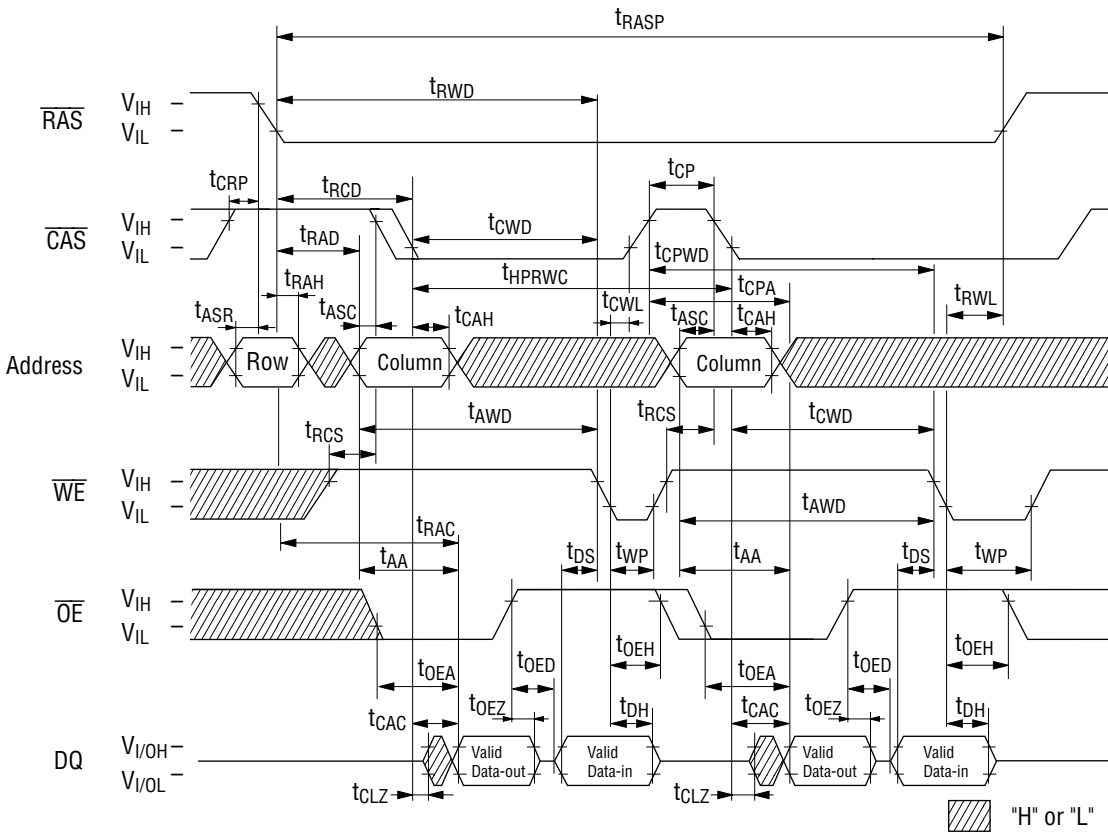 tRASP
RAS VIH
VIL
tRWD
tCRP tRCD tCP
CAS VIH
VIL
tRAD tCWD tCPWD
tHPRWC
tRAH tCWL tCPA
tASR tASC tCAH tASC tCAH tRWL
Address VIH
VIL
Row Column Column
tRCS tAWD tRCS tCWD
WE VIH
VIL
tRAC tAWD
tAA tDS tWP tAA tDS tWP
OE VIH
VIL
tOEA tOED tOEH tOEA tOED tOEH
tCAC tOEZ tDH tCAC tOEZ tDH
DQ VI/OH
VI/OL
Valid Data-out
Valid Data-in
Valid Data-out
Valid Data-in
tCLZ tCLZ
"H" or "L"